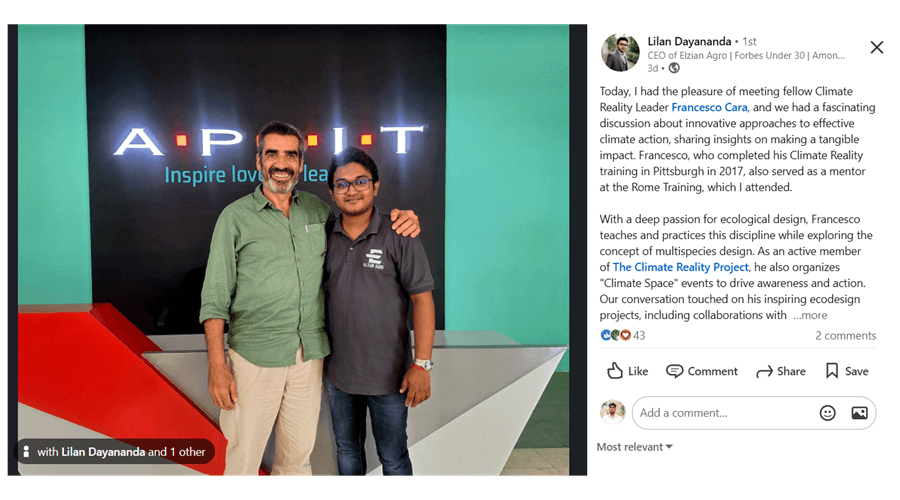 A·P·I·T
Inspire love lea
ELZIAN AGRO
with Lilan Dayananda and 1 other
Lilan Dayananda • 1st
CEO of Elzian Agro | Forbes Under 30 | Amon...
3d •
Today, I had the pleasure of meeting fellow Climate
Reality Leader Francesco Cara, and we had a fascinating
discussion about innovative approaches to effective
climate action, sharing insights on making a tangible
impact. Francesco, who completed his Climate Reality
training in Pittsburgh in 2017, also served as a mentor
at the Rome Training, which I attended.
With a deep passion for ecological design, Francesco
teaches and practices this discipline while exploring the
concept of multispecies design. As an active member
of The Climate Reality Project, he also organizes
"Climate Space" events to drive awareness and action.
Our conversation touched on his inspiring ecodesign
projects, including collaborations with ...more
43
2 comments
Like Comment Share Save
Add a comment...
Most relevant